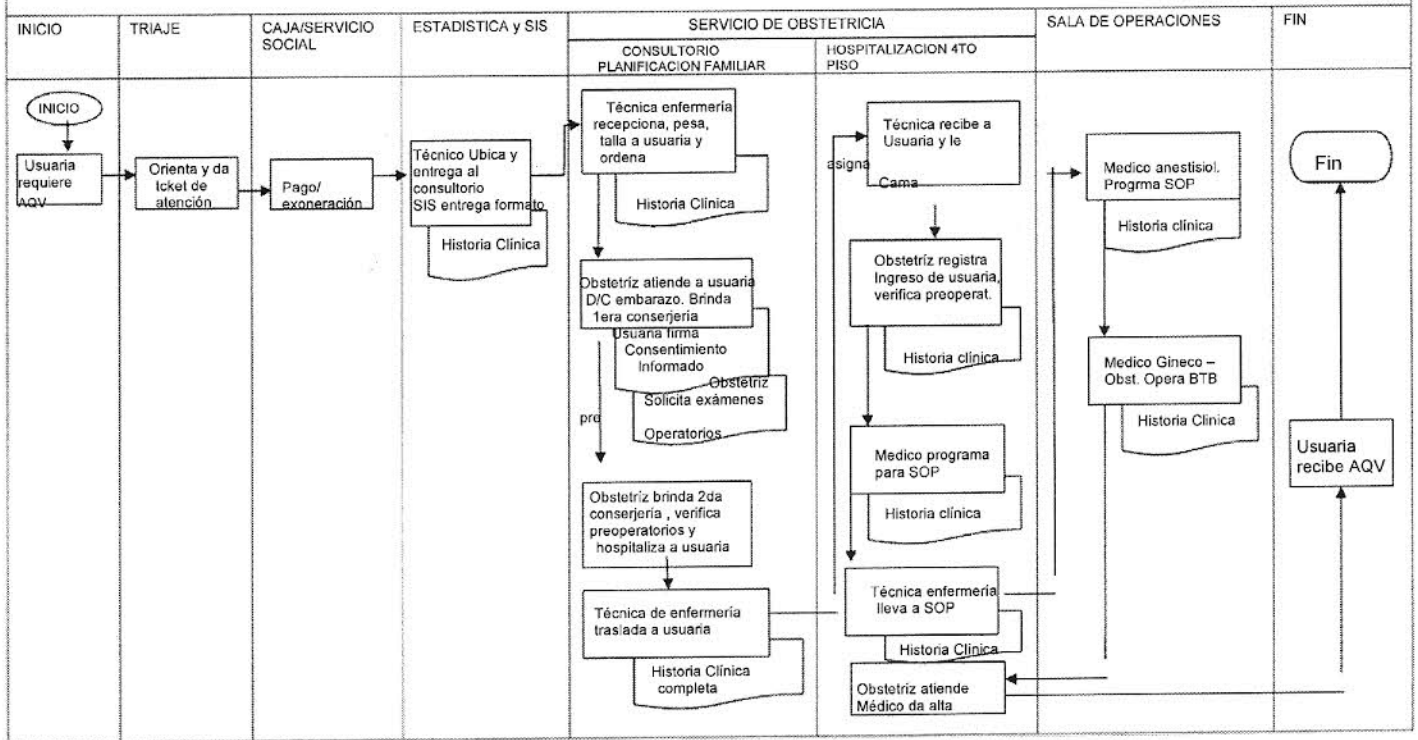 INICIO
TRIAJE
CAJA/SERVICIO
SOCIAL
ESTADISTICA y SIS
SERVICIO DE OBSTETRICIA
CONSULTORIO
PLANIFICACION FAMILIAR
HOSPITALIZACION 4TO
PISO
SALA DE OPERACIONES
FIN
INICIO
Usuaria
requiere
AQV
Orienta y da
tcket de
atención
Pago/
exoneración
Técnico Ubica y
entrega al
consultorio
SIS entrega formato
Historia Clínica
Técnica enfermería
recepciona, pesa,
talla a usuaria y
ordena
Historia Clínica
Obstetríz atiende a usuaria
D/C embarazo. Brinda
1era conserjeria
Usuaria firma
Consentimiento
Informado
Obstetríz
Solicita exámenes
pre
Operatorios
Obstetríz brinda 2da
conserjería , verifica
preoperatorios y
hospitaliza a usuaria
Técnica de enfermería
traslada a usuaria
Historia Clínica
completa
Técnica recibe a
Usuaria y le
asigna
Cama
Obstetríz registra
Ingreso de usuaria,
verifica preoperat.
Historia clínica
Medico programa
para SOP
Historia clínica
Técnica enfermería
lleva a SOP
Historia Clínica
Obstetríz atiende
Médico da alta
Medico anestisiol.
Progrma SOP
Historia clinica
Medico Gineco –
Obst. Opera BTB
Historia Clinica
Usuaria
recibe AQV
Fin